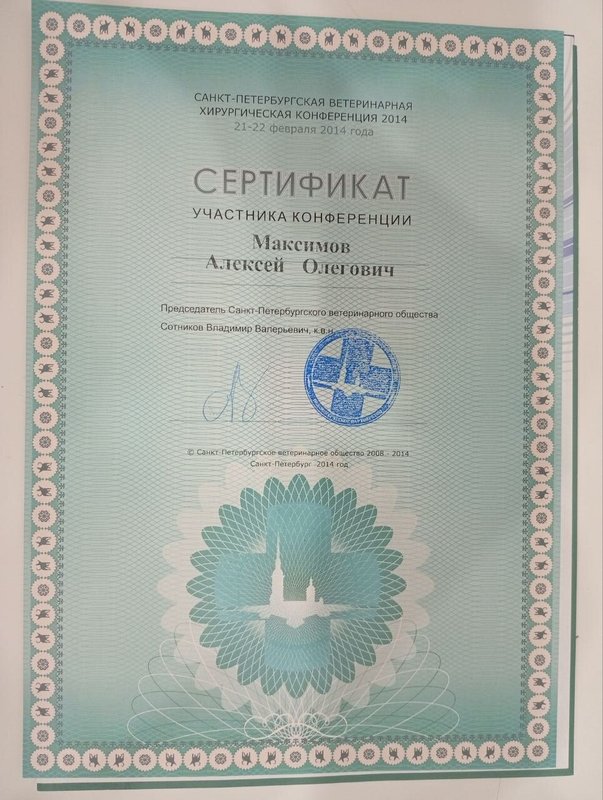 САНКТ-ПЕТЕРБУРГСКАЯ ВЕТЕРИНАРНАЯ
ХИРУРГИЧЕСКАЯ КОНФЕРЕНЦИЯ 2014
21-22 февраля 2014 года
СЕРТИФИКАТ
УЧАСТНИКА КОНФЕРЕНЦИИ
Максимов
Алексей Олегович
Председатель Санкт-Петербургского ветеринарного общества
Сотников Владимир Валерьевич, к.в.н.
© Санкт-Петербургское ветеринарное общество 2008 - 2014
Санкт-Петербург 2014 год